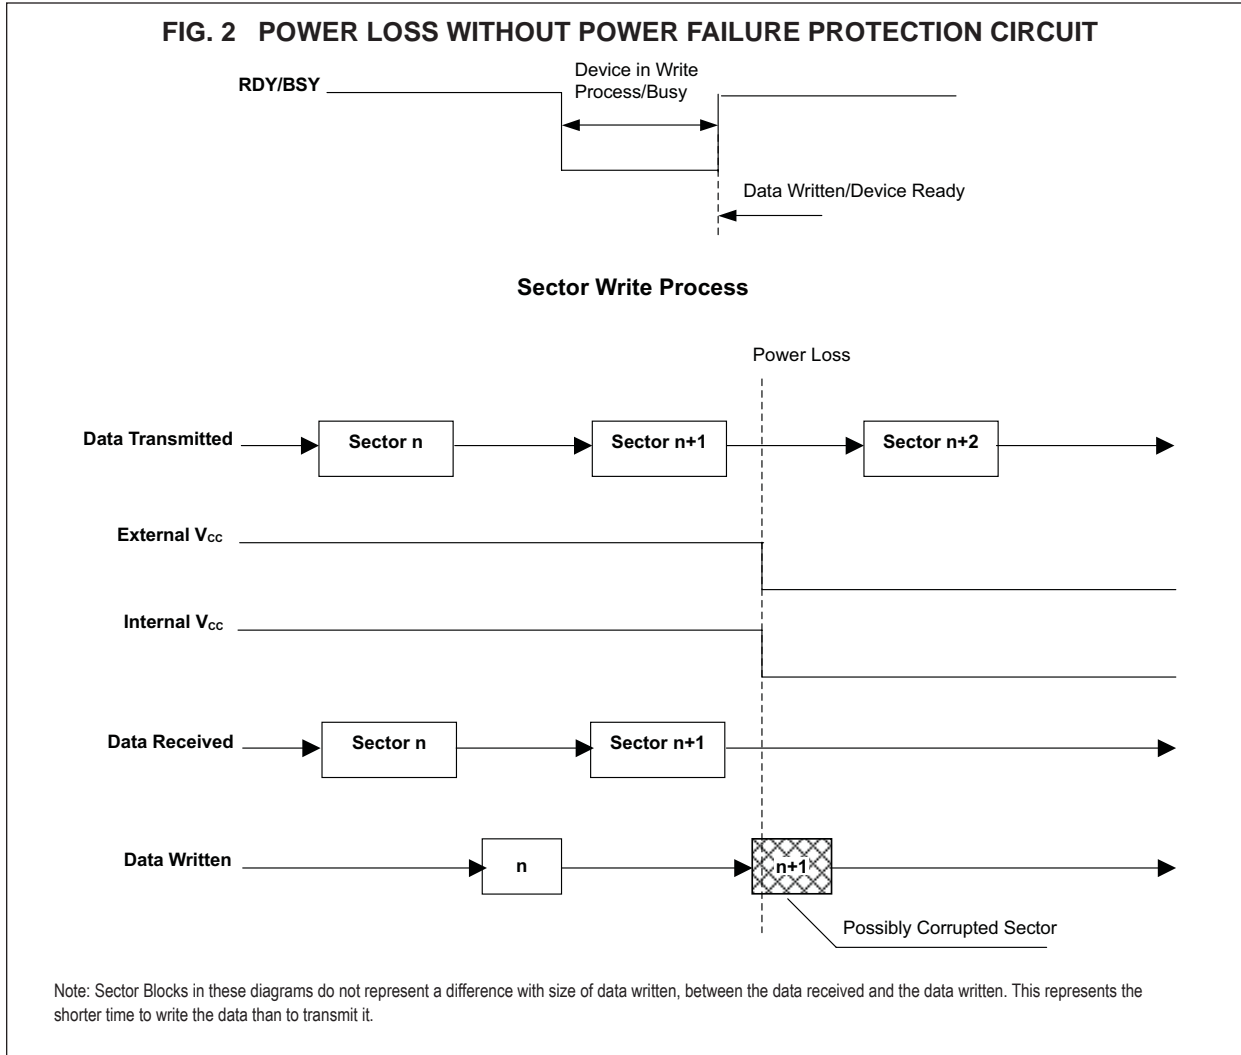 FIG. 2 POWER LOSS WITHOUT POWER FAILURE PROTECTION CIRCUIT
RDY/BSY
Device in Write
Process/Busy
Data Written/Device Ready
Sector Write Process
Power Loss
Data Transmitted
Sector n
Sector n+1
Sector n+2
External Vcc
Internal Vcc
Data Received
Sector n
Sector n+1
Data Written
n
n+1
Possibly Corrupted Sector
Note: Sector Blocks in these diagrams do not represent a difference with size of data written, between the data received and the data written. This represents the
shorter time to write the data than to transmit it.